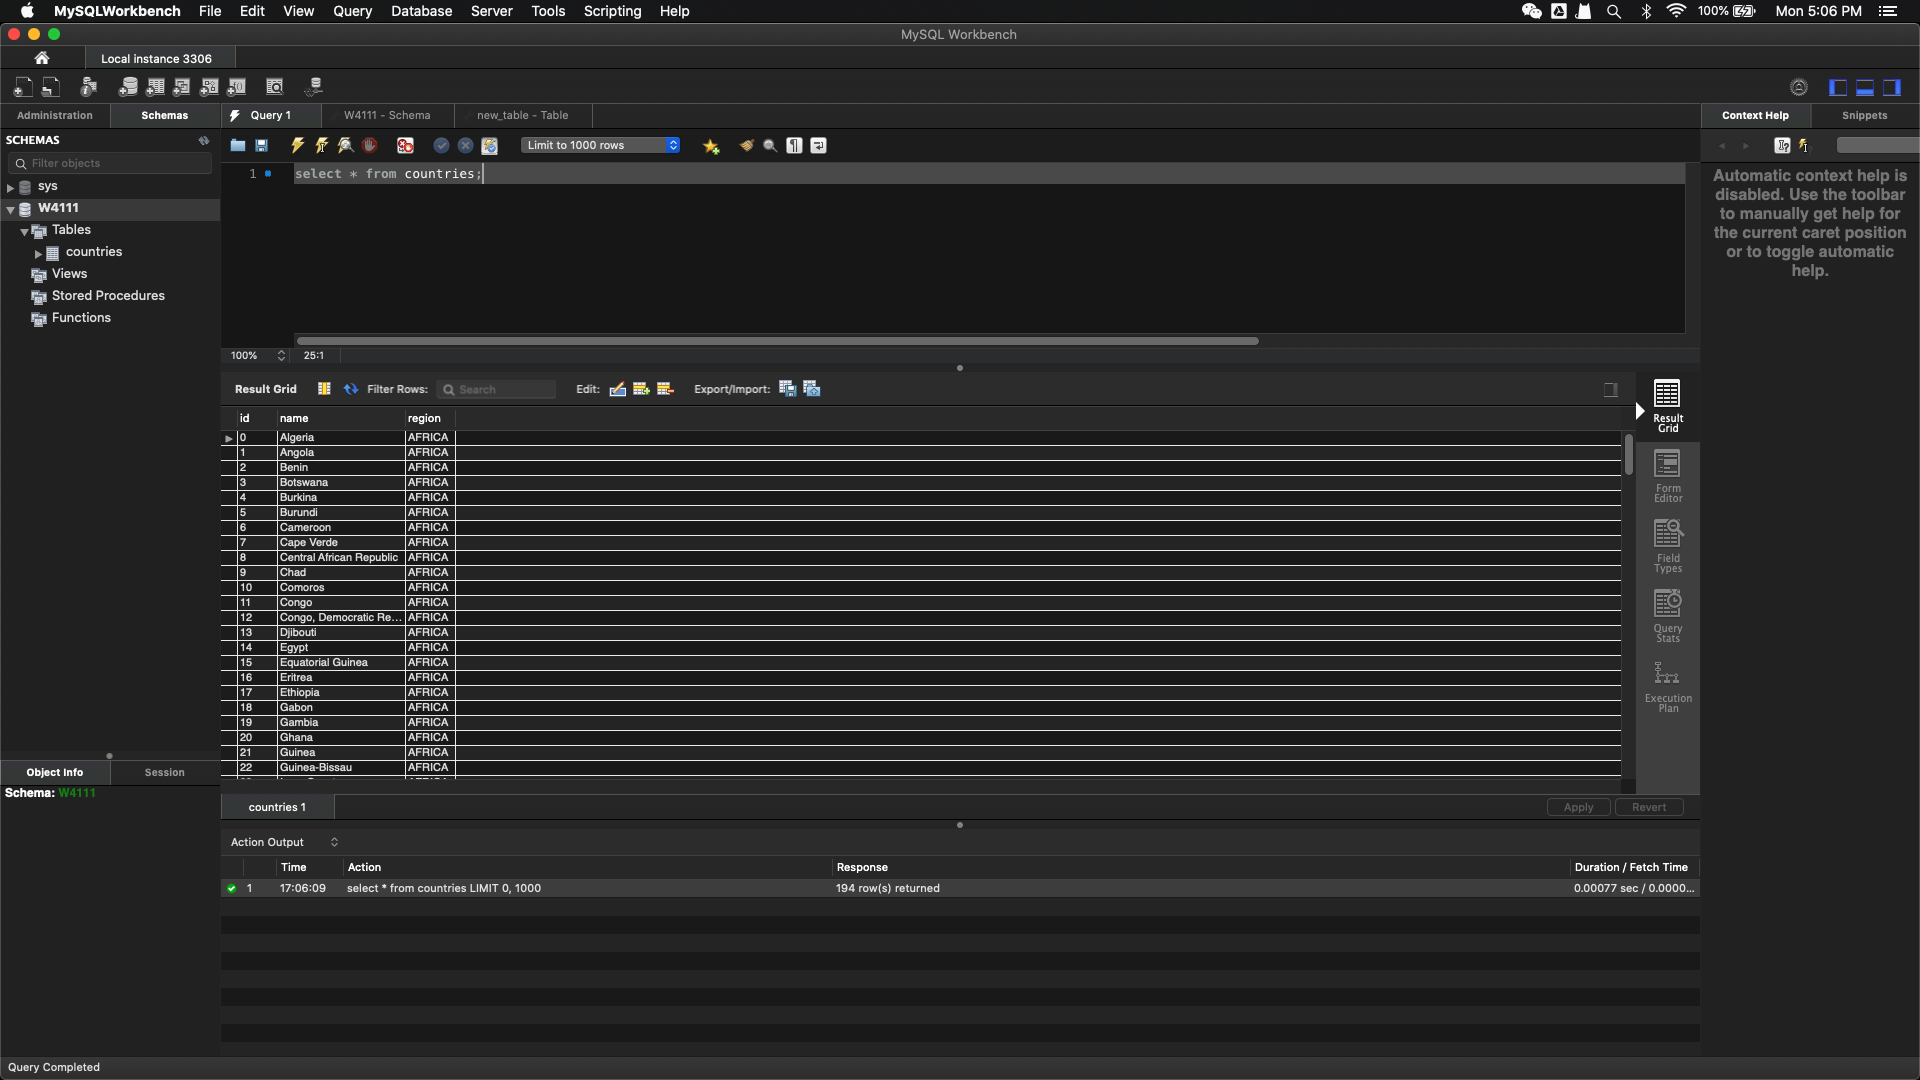 MySQLWorkbench File Edit View Query Database Server Tools Scripting Help 100% Mon 5:06 PM
MySQL Workbench
Local instance 3306
Administration Schemas Query 1 W4111 - Schema new_table - Table Context Help Snippets
SCHEMAS
Limit to 1000 rows
Filter objects
1 select * from countries;
sys
W4111
Tables
countries
Views
Stored Procedures
Functions
Automatic context help is
disabled. Use the toolbar
to manually get help for
the current caret position
or to toggle automatic
help.
100% 25:1
Result Grid Filter Rows: Search Edit: Export/Import:
id name region
0 Algeria AFRICA
1 Angola AFRICA
2 Benin AFRICA
3 Botswana AFRICA
4 Burkina AFRICA
5 Burundi AFRICA
6 Cameroon AFRICA
7 Cape Verde AFRICA
8 Central African Republic AFRICA
9 Chad AFRICA
10 Comoros AFRICA
11 Congo AFRICA
12 Congo, Democratic Re... AFRICA
13 Djibouti AFRICA
14 Egypt AFRICA
15 Equatorial Guinea AFRICA
16 Eritrea AFRICA
17 Ethiopia AFRICA
18 Gabon AFRICA
19 Gambia AFRICA
20 Ghana AFRICA
21 Guinea AFRICA
22 Guinea-Bissau AFRICA
Result
Grid
Form
Editor
Field
Types
Query
Stats
Execution
Plan
Object Info Session
Schema: W4111
countries 1 Apply Revert
Action Output
Time Action Response Duration / Fetch Time
1 17:06:09 select * from countries LIMIT 0, 1000 194 row(s) returned 0.00077 sec / 0.0000...
Query Completed